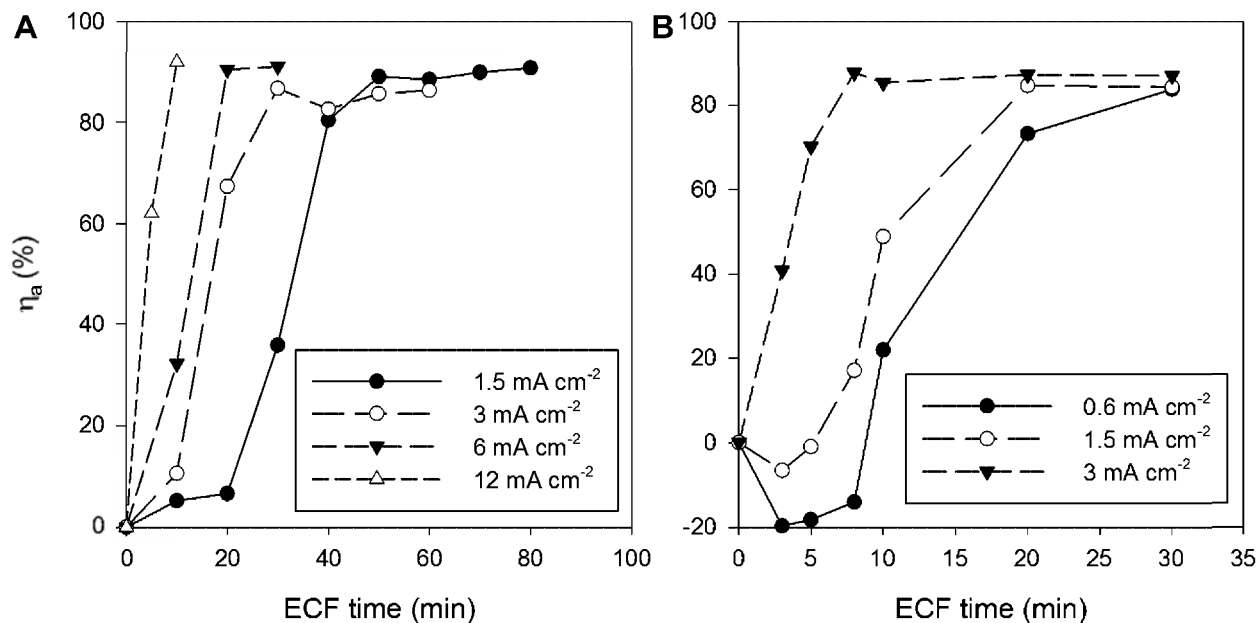 A
100
80
60
40
20
0
η_a (%)
0 20 40 60 80 100
ECF time (min)
1.5 mA cm⁻²
3 mA cm⁻²
6 mA cm⁻²
12 mA cm⁻²
B
100
80
60
40
20
0
-20
0 5 10 15 20 25 30 35
ECF time (min)
0.6 mA cm⁻²
1.5 mA cm⁻²
3 mA cm⁻²